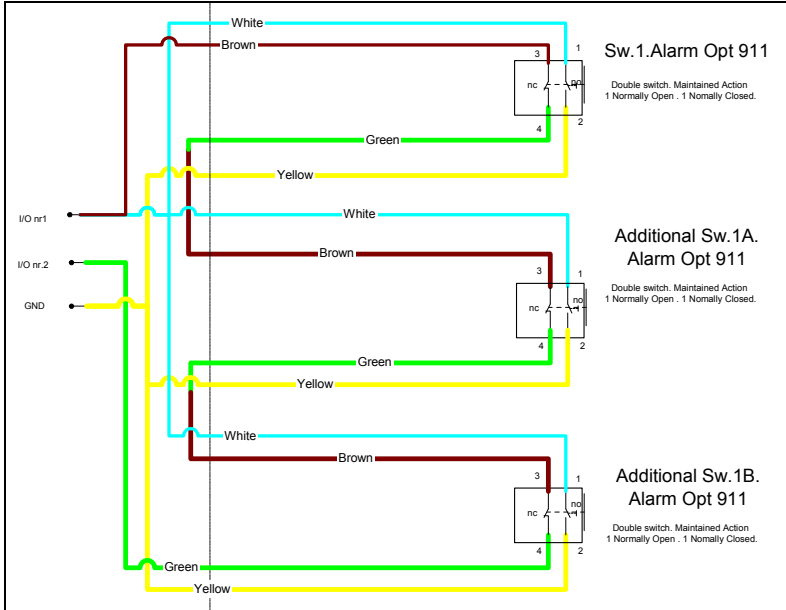 White
Brown
3
1
Sw.1.Alarm Opt 911
nc
no
Double switch. Maintained Action
1 Normally Open . 1 Nomally Closed.
4
2
Green
Yellow
I/O nr1
White
Brown
Additional Sw.1A.
Alarm Opt 911
I/O nr.2
3
1
Double switch. Maintained Action
1 Normally Open . 1 Nomally Closed.
GND
nc
no
4
2
Green
Yellow
White
Brown
3
1
Additional Sw.1B.
Alarm Opt 911
nc
no
Double switch. Maintained Action
1 Normally Open . 1 Nomally Closed.
4
2
Green
Yellow